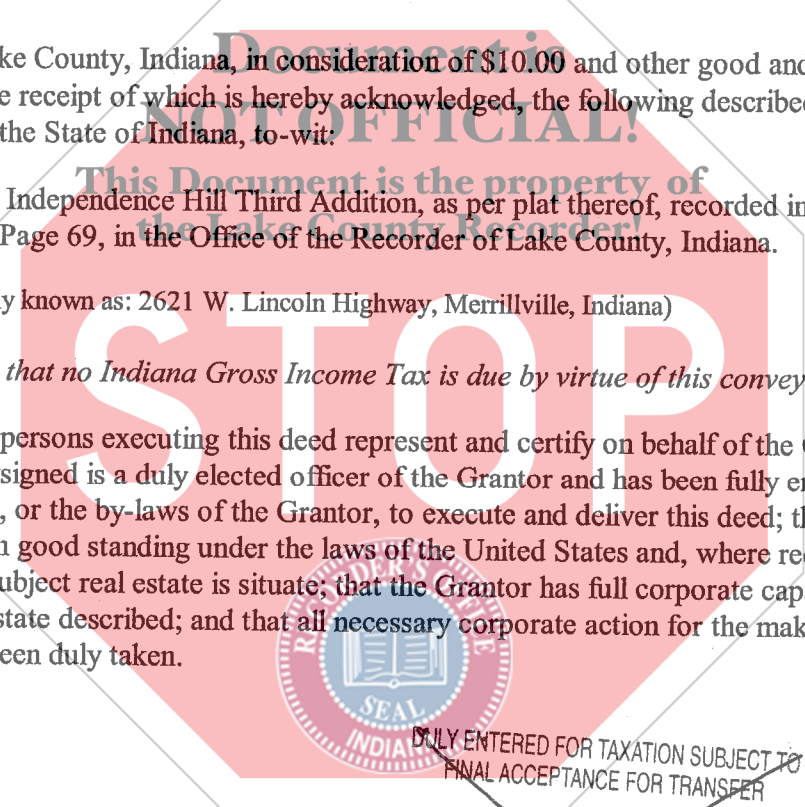 Document is
ke County, Indiana, in consideration of $10.00 and other good and
e receipt of which is hereby acknowledged, the following described
NOT OFFICIAL!
the State of Indiana, to-wit:
This Document is the property of
Independence Hill Third Addition, as per plat thereof, recorded in
the Lake County Recorder!
Page 69, in the Office of the Recorder of Lake County, Indiana.
y known as: 2621 W. Lincoln Highway, Merrillville, Indiana)
that no Indiana Gross Income Tax is due by virtue of this convey
STOP
persons executing this deed represent and certify on behalf of the
signed is a duly elected officer of the Grantor and has been fully e
, or the by-laws of the Grantor, to execute and deliver this deed; th
n good standing under the laws of the United States and, where re
ubject real estate is situate; that the Grantor has full corporate cap
state described; and that all necessary corporate action for the mak
een duly taken.
RECORDER'S OFFICE
SEAL
INDIANA
DULY ENTERED FOR TAXATION SUBJECT TO
FINAL ACCEPTANCE FOR TRANSFER